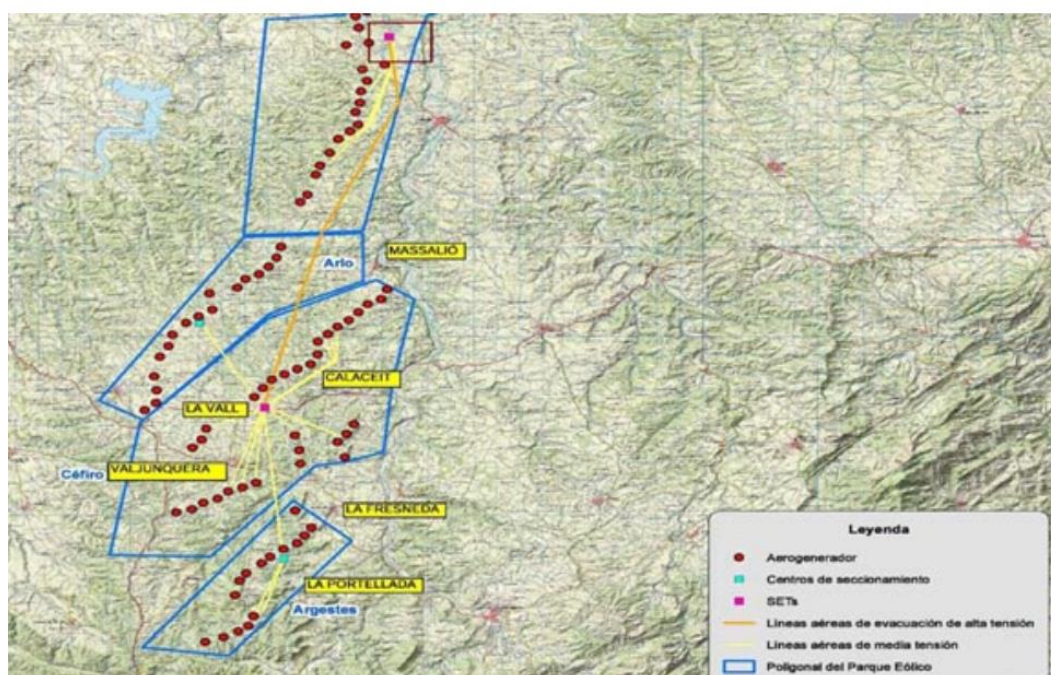 MASSALIÓ
Arlo
CALACEIT
LA VALL
Céfiro
VALJUNQUERA
LA FRESNEDA
LA PORTELLADA
Argestes
Leyenda
Aerogenerador
Centros de seccionamiento
SETs
Líneas aéreas de evacuación de alta tensión
Líneas aéreas de media tensión
Poligonal del Parque Eólico